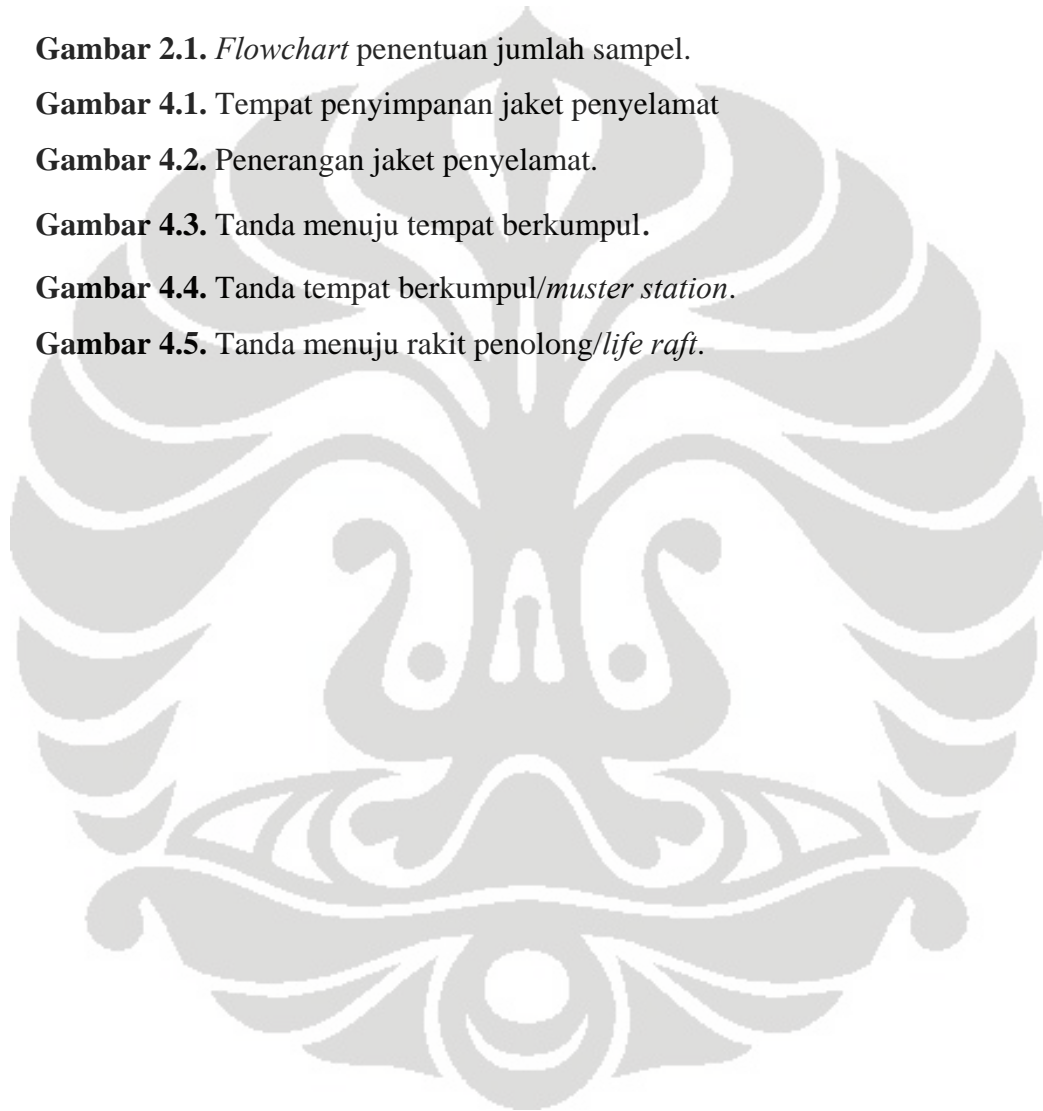 Gambar 2.1. Flowchart penentuan jumlah sampel.
Gambar 4.1. Tempat penyimpanan jaket penyelamat
Gambar 4.2. Penerangan jaket penyelamat.
Gambar 4.3. Tanda menuju tempat berkumpul.
Gambar 4.4. Tanda tempat berkumpul/muster station.
Gambar 4.5. Tanda menuju rakit penolong/life raft.